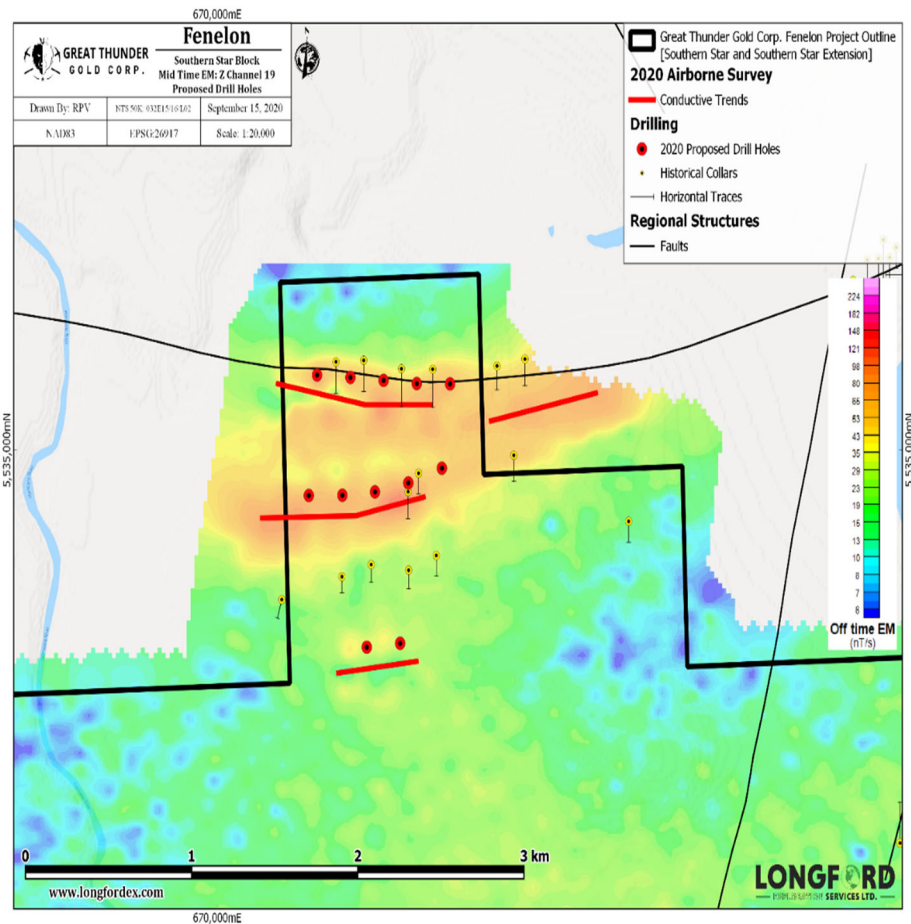 670,000mE
GREAT THUNDER
GOLD CORP.
Fenelon
Southern Star Block
Mid Time EM: Z Channel 19
Proposed Drill Holes
Drawn By: RPV
NTS 50K: 032E15/16/L02
September 15, 2020
NAD83
EPSG:26917
Scale: 1:20,000
Great Thunder Gold Corp. Fenelon Project Outline
[Southern Star and Southern Star Extension]
2020 Airborne Survey
Conductive Trends
Drilling
2020 Proposed Drill Holes
Historical Collars
Horizontal Traces
Regional Structures
Faults
224
182
148
121
98
80
65
53
43
35
29
23
19
15
13
10
8
7
6
Off time EM
(nT/s)
5,535,000mN
5,535,000mN
0 1 2 3 km
www.longfordex.com
LONGFORD
SERVICES LTD.
670,000mE